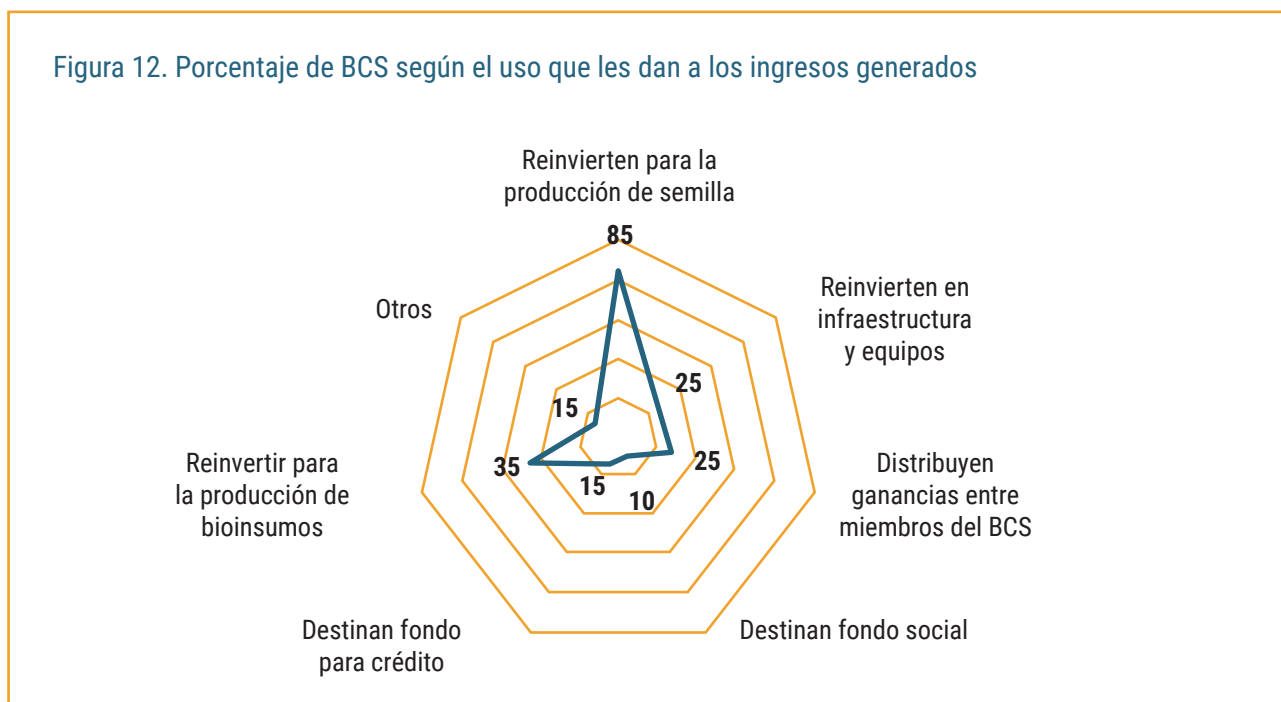 Figura 12. Porcentaje de BCS según el uso que les dan a los ingresos generados
Reinvierten para la
producción de semilla
85
Reinvierten en
infraestructura
y equipos
25
Distribuyen
ganancias entre
miembros del BCS
25
Destinan fondo social
10
Destinan fondo
para crédito
15
Reinvertir para
la producción de
bioinsumos
35
Otros
15